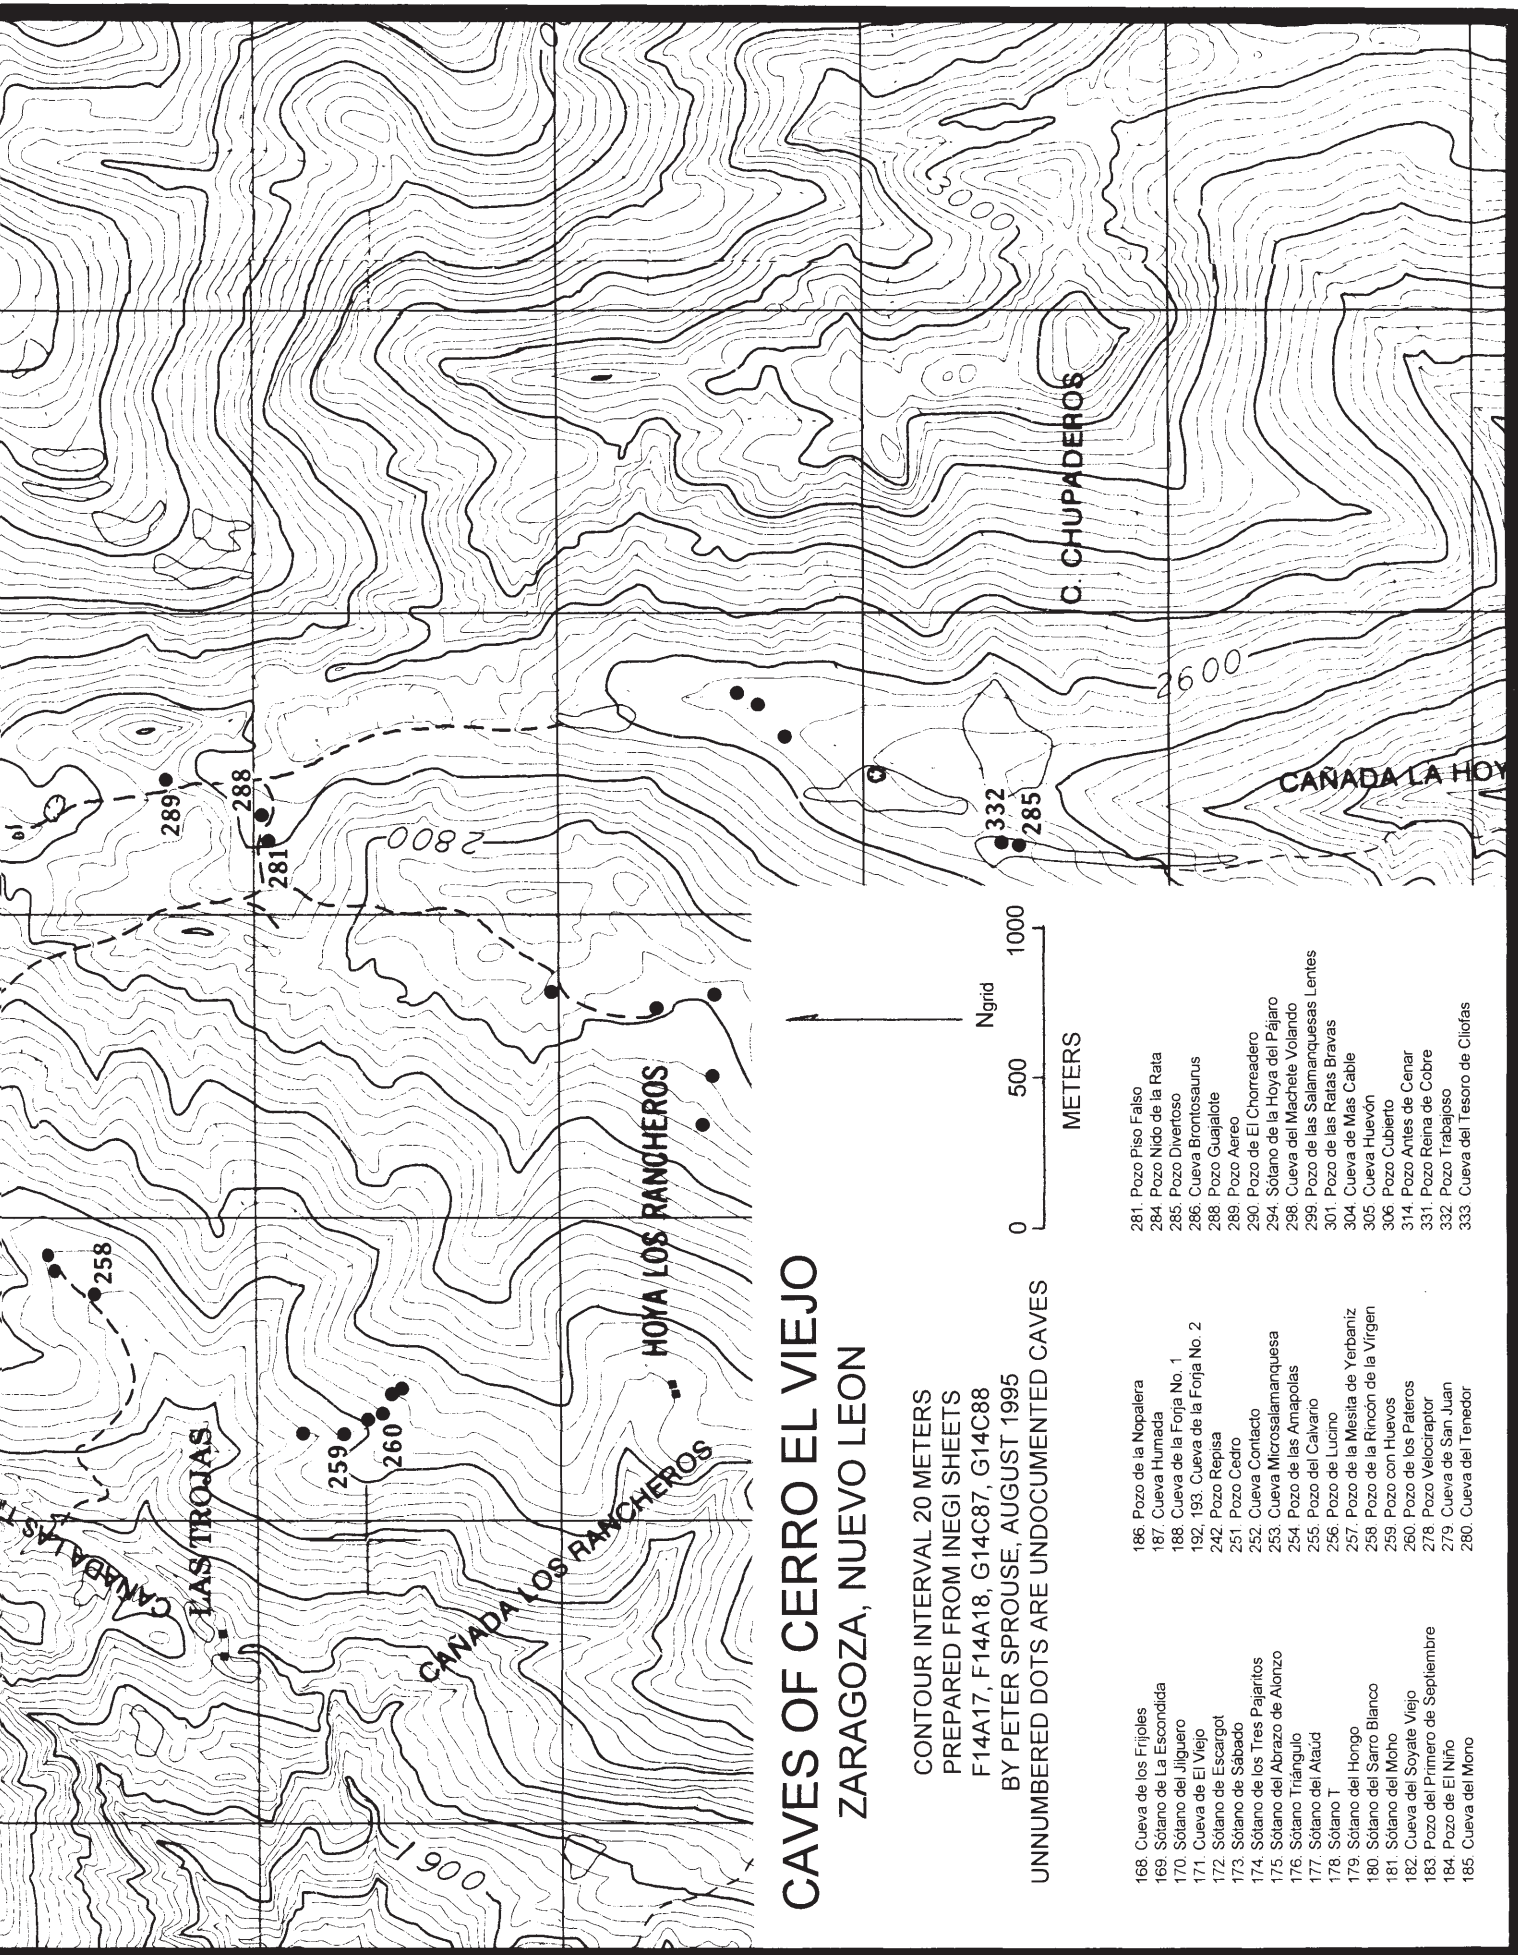 258
LAS TROJAS
CAÑADA LAS T
259
260
CAÑADA LOS RANCHEROS
HOYA LOS RANCHEROS
1900
289
288
281
2800
332
285
CAÑADA LA HOY
2600
C. CHUPADEROS
3000
CAVES OF CERRO EL VIEJO
ZARAGOZA, NUEVO LEON
CONTOUR INTERVAL 20 METERS
PREPARED FROM INEGI SHEETS
F14A17, F14A18, G14C87, G14C88
BY PETER SPROUSE, AUGUST 1995
UNNUMBERED DOTS ARE UNDOCUMENTED CAVES
Ngrid
0 500 1000
METERS
168. Cueva de los Frijoles
169. Sótano de La Escondida
170. Sótano del Jilguero
171. Cueva de El Viejo
172. Sótano de Escargot
173. Sótano de Sábado
174. Sótano de los Tres Pajaritos
175. Sótano del Abrazo de Alonzo
176. Sótano Triángulo
177. Sótano del Ataúd
178. Sótano T
179. Sótano del Hongo
180. Sótano del Sarro Blanco
181. Sótano del Moho
182. Cueva del Soyate Viejo
183. Pozo del Primero de Septiembre
184. Pozo de El Niño
185. Cueva del Mono
186. Pozo de la Nopalera
187. Cueva Humada
188. Cueva de la Forja No. 1
192, 193. Cueva de la Forja No. 2
242. Pozo Repisa
251. Pozo Cedro
252. Cueva Contacto
253. Cueva Microsalamanquesa
254. Pozo de las Amapolas
255. Pozo del Calvario
256. Pozo de Lucino
257. Pozo de la Mesita de Yerbaniz
258 Pozo de la Rincón de la Virgen
259. Pozo con Huevos
260. Pozo de los Pateros
278. Pozo Velociraptor
279. Cueva de San Juan
280. Cueva del Tenedor
281. Pozo Piso Falso
284. Pozo Nido de la Rata
285. Pozo Divertoso
286. Cueva Brontosaurus
288. Pozo Guajalote
289. Pozo Aereo
290. Pozo de El Chorreadero
294. Sótano de la Hoya del Pájaro
298. Cueva del Machete Volando
299. Pozo de las Salamanquesas Lentes
301. Pozo de las Ratas Bravas
304. Cueva de Mas Cable
305 Cueva Huevón
306. Pozo Cubierto
314. Pozo Antes de Cenar
331. Pozo Reina de Cobre
332. Pozo Trabajoso
333. Cueva del Tesoro de Cliofas